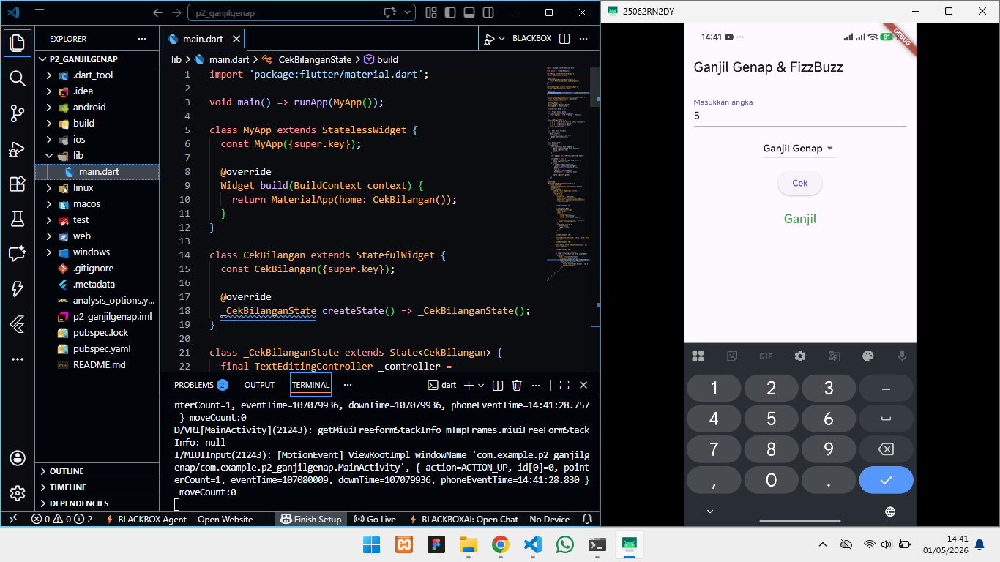 p2_ganjilgenap
EXPLORER
P2_GANJILGENAP
.dart_tool
.idea
android
build
ios
lib
main.dart
linux
macos
test
web
windows
.gitignore
.metadata
analysis_options.y...
p2_ganjilgenap.iml
pubspec.lock
pubspec.yaml
README.md
OUTLINE
TIMELINE
DEPENDENCIES
main.dart
BLACKBOX
lib > main.dart > _CekBilanganState > build
1 import 'package:flutter/material.dart';
2
3 void main() => runApp(MyApp());
4
5 class MyApp extends StatelessWidget {
6 const MyApp({super.key});
7
8 @override
9 Widget build(BuildContext context) {
10 return MaterialApp(home: CekBilangan());
11 }
12 }
13
14 class CekBilangan extends StatefulWidget {
15 const CekBilangan({super.key});
16
17 @override
18 _CekBilanganState createState() => _CekBilanganState();
19 }
20
21 class _CekBilanganState extends State<CekBilangan> {
22 final TextEditingController _controller =
PROBLEMS 2 OUTPUT TERMINAL
dart
nterCount=1, eventTime=107079936, downTime=107079936, phoneEventTime=14:41:28.757
} moveCount:0
D/VRI[MainActivity](21243): getMiuiFreeformStackInfo mTmpFrames.miuiFreeFormStack
Info: null
I/MIUIInput(21243): [MotionEvent] ViewRootImpl windowName 'com.example.p2_ganjilg
enap/com.example.p2_ganjilgenap.MainActivity', { action=ACTION_UP, id[0]=0, point
erCount=1, eventTime=107080009, downTime=107079936, phoneEventTime=14:41:28.830 }
moveCount:0
0 0 2 BLACKBOX Agent Open Website Finish Setup Go Live BLACKBOXAI: Open Chat No Device
25062RN2DY
14:41
81
DEBUG
Ganjil Genap & FizzBuzz
Masukkan angka
5
Ganjil Genap
Cek
Ganjil
GIF
1 2 3 –
4 5 6
7 8 9
, 0 .
14:41
01/05/2026